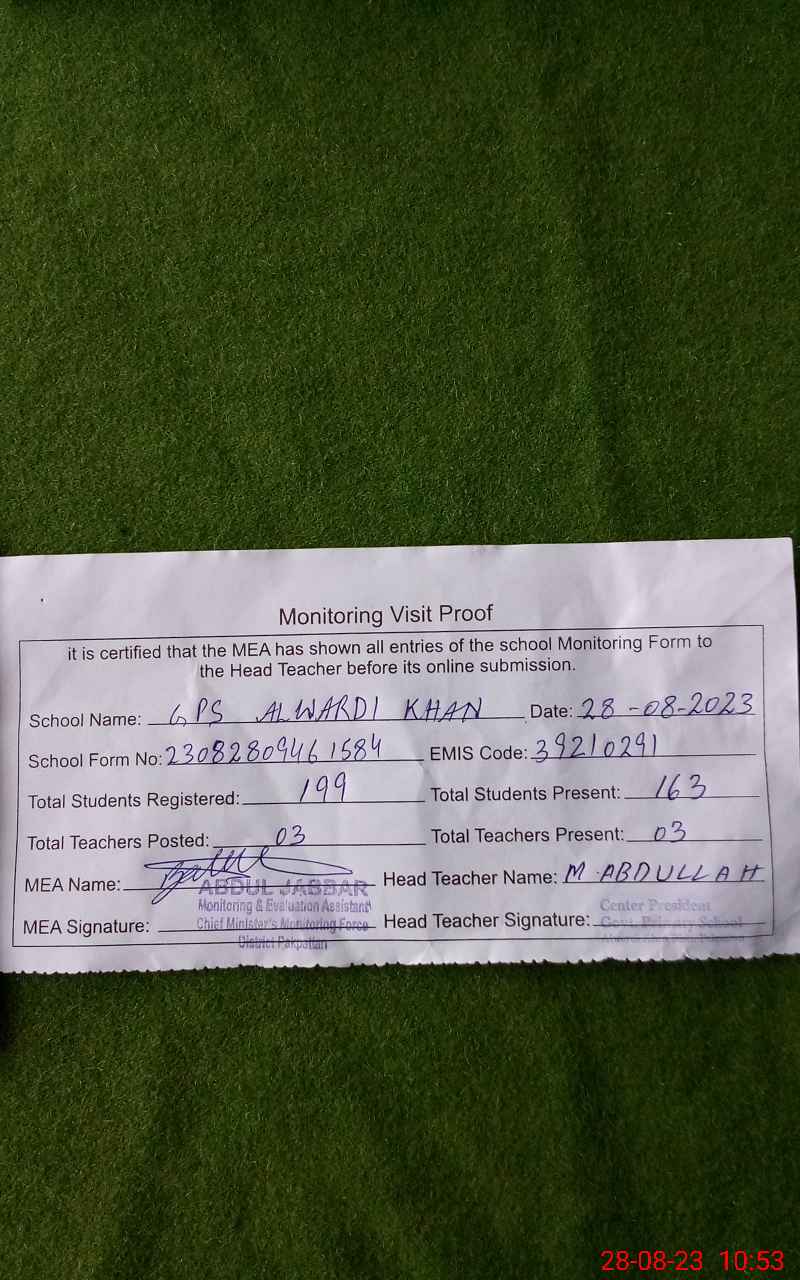 Monitoring Visit Proof
it is certified that the MEA has shown all entries of the school Monitoring Form to
the Head Teacher before its online submission.
School Name: GPS ALWARDI KHAN Date: 28-08-2023
School Form No: 23082809461584 EMIS Code: 39210291
Total Students Registered: 199 Total Students Present: 163
Total Teachers Posted: 03 Total Teachers Present: 03
MEA Name: ABDUL JABBAR Head Teacher Name: M ABDULLAH
Monitoring & Evaluation Assistant Center President
MEA Signature: Chief Minister's Monitoring Force Head Teacher Signature: Govt. Primary School
District Pakpattan
28-08-23 10:53